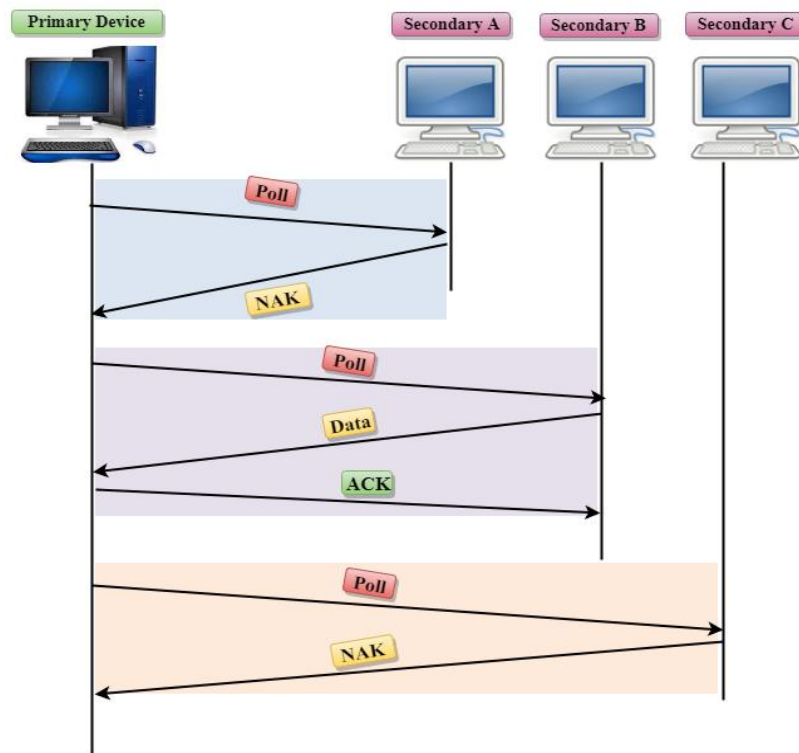 Primary Device
Secondary A
Secondary B
Secondary C
Poll
NAK
Poll
Data
ACK
Poll
NAK